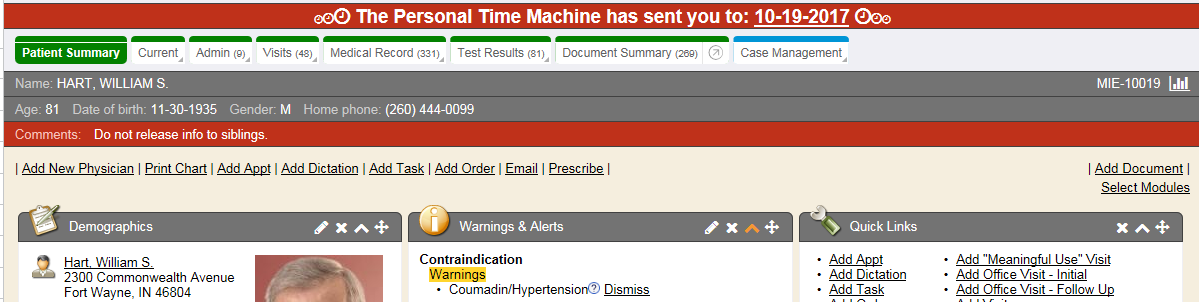 The Personal Time Machine has sent you to: 10-19-2017
Patient Summary Current Admin (9) Visits (48) Medical Record (331) Test Results (81) Document Summary (269) Case Management
Name: HART, WILLIAM S. MIE-10019
Age: 81 Date of birth: 11-30-1935 Gender: M Home phone: (260) 444-0099
Comments: Do not release info to siblings.
| Add New Physician | Print Chart | Add Appt | Add Dictation | Add Task | Add Order | Email | Prescribe | | Add Document |
Select Modules
Demographics
Hart, William S.
2300 Commonwealth Avenue
Fort Wayne, IN 46804
Warnings & Alerts
Contraindication
Warnings
• Coumadin/Hypertension? Dismiss
Quick Links
• Add Appt
• Add Dictation
• Add Task
• Add "Meaningful Use" Visit
• Add Office Visit - Initial
• Add Office Visit - Follow Up